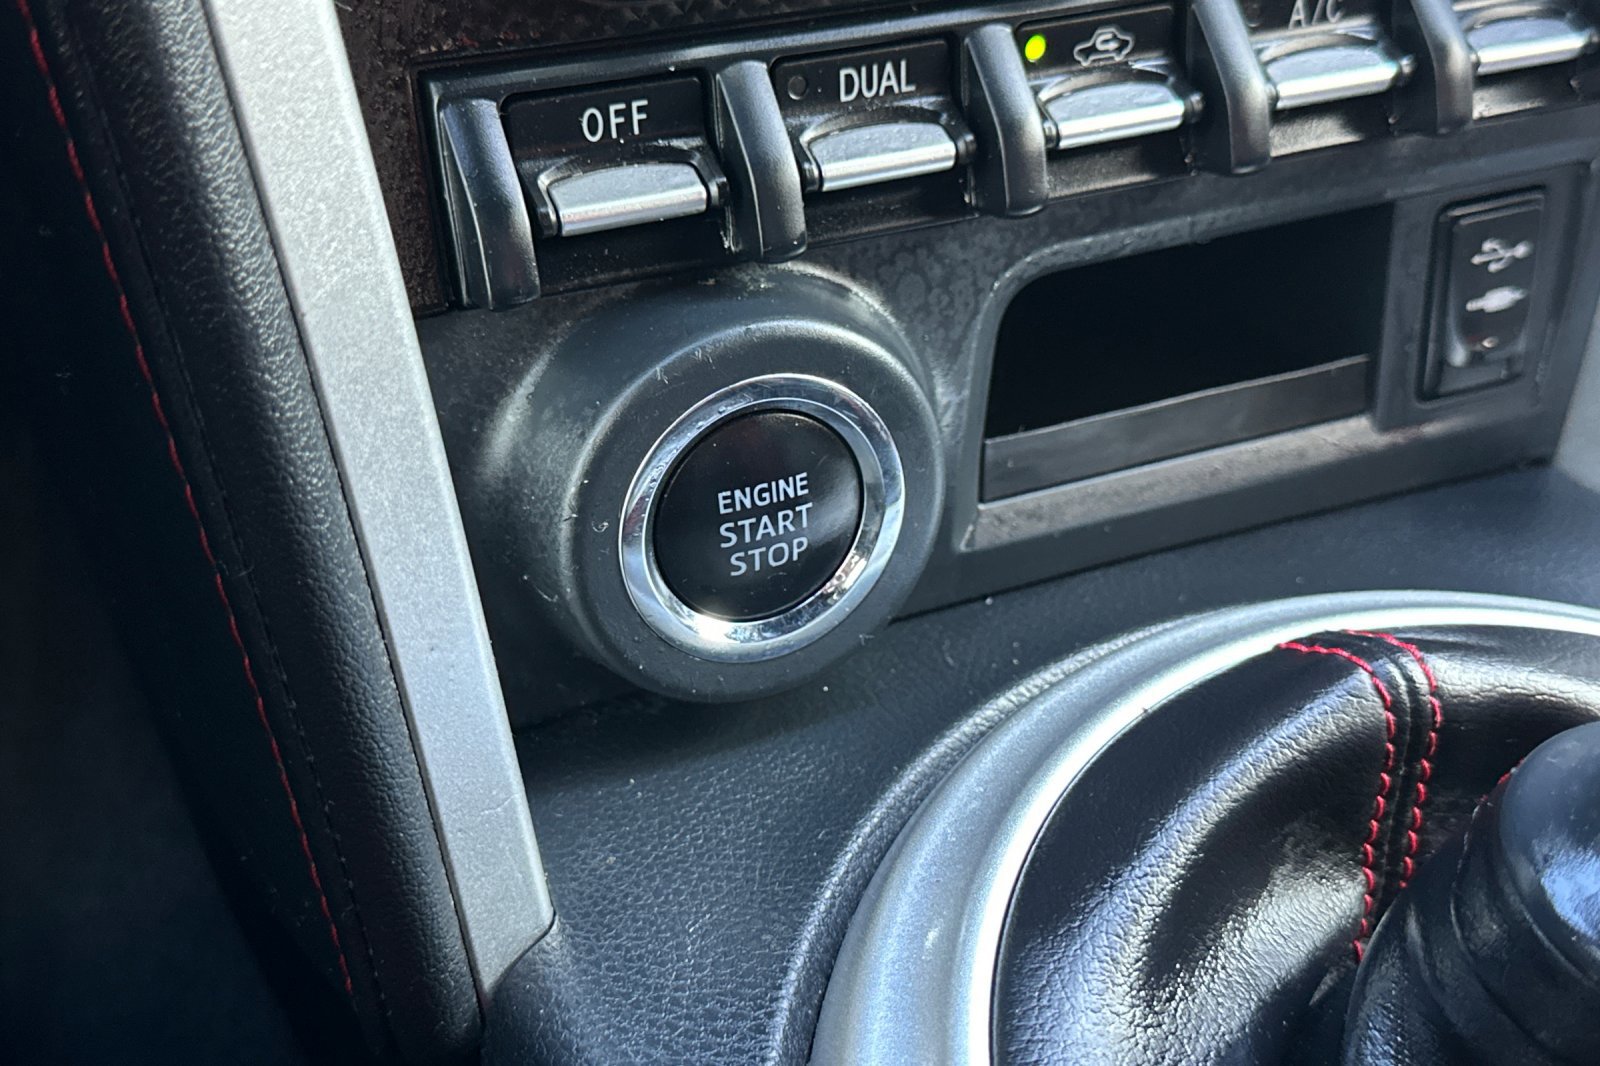 OFF
DUAL
A/C
ENGINE
START
STOP